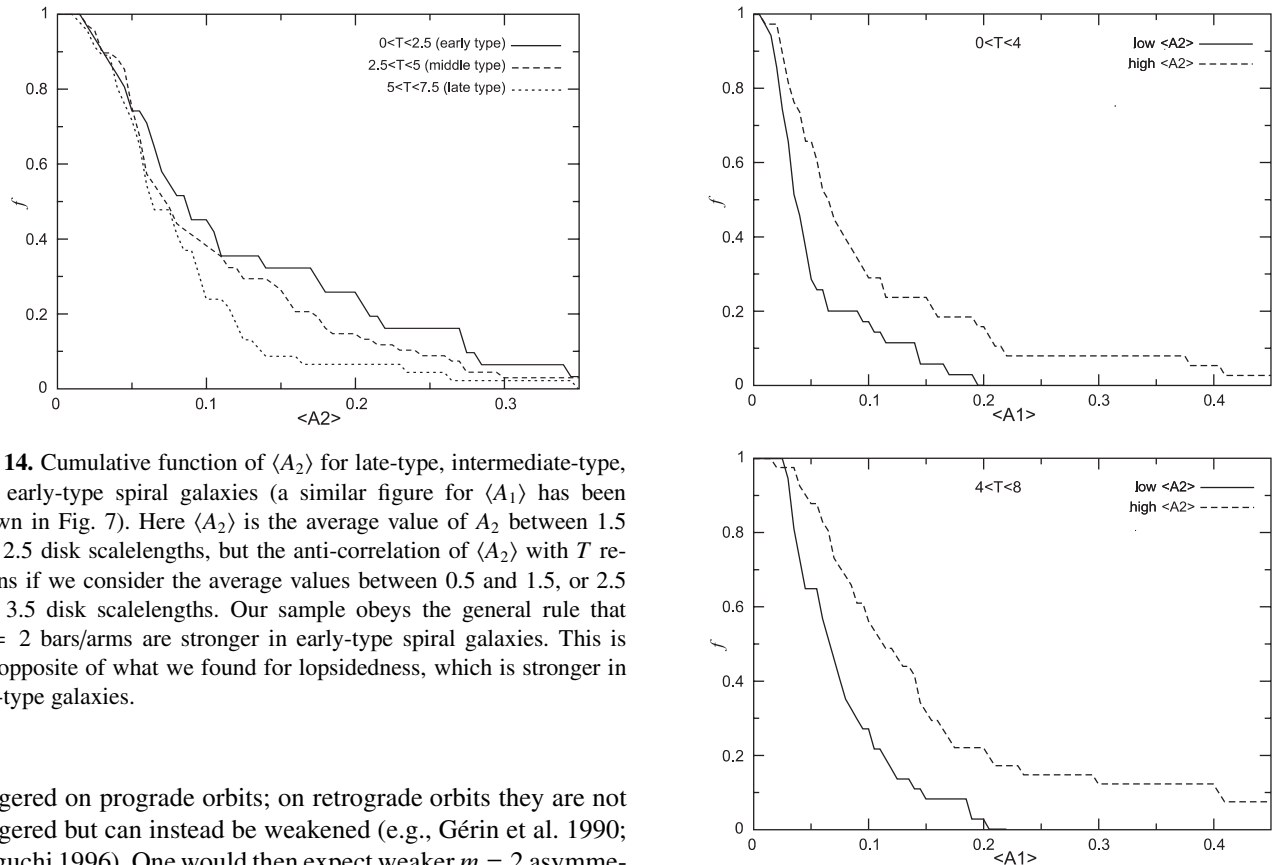 1
0.8
0.6
0.4
0.2
0
f
0<T<2.5 (early type)
2.5<T<5 (middle type)
5<T<7.5 (late type)
0 0.1 0.2 0.3
<A2>
14. Cumulative function of ⟨A2⟩ for late-type, intermediate-type,
early-type spiral galaxies (a similar figure for ⟨A1⟩ has been
in Fig. 7). Here ⟨A2⟩ is the average value of A2 between 1.5
2.5 disk scalelengths, but the anti-correlation of ⟨A2⟩ with T re-
if we consider the average values between 0.5 and 1.5, or 2.5
3.5 disk scalelengths. Our sample obeys the general rule that
= 2 bars/arms are stronger in early-type spiral galaxies. This is
opposite of what we found for lopsidedness, which is stronger in
-type galaxies.
gered on prograde orbits; on retrograde orbits they are not
gered but can instead be weakened (e.g., Gérin et al. 1990;
guchi 1996). One would then expect weaker m = 2 asymme-
1
0.8
0.6
0.4
0.2
0
f
0<T<4
low <A2>
high <A2>
0 0.1 0.2 0.3 0.4
<A1>
1
0.8
0.6
0.4
0.2
0
f
4<T<8
low <A2>
high <A2>
0 0.1 0.2 0.3 0.4
<A1>